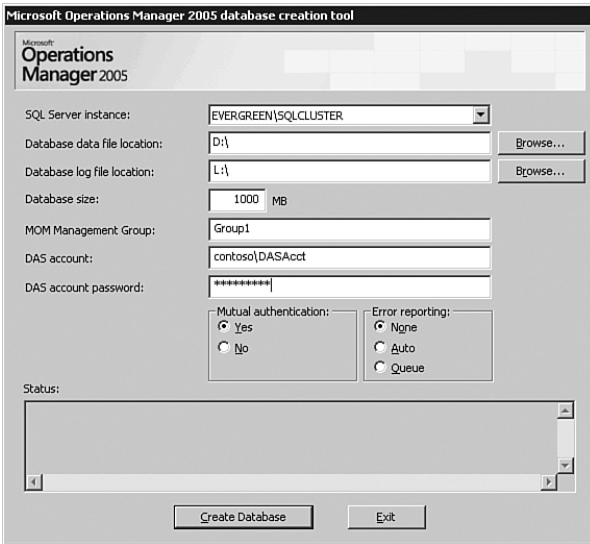 Microsoft Operations Manager 2005 database creation tool
Microsoft
Operations
Manager 2005
SQL Server instance: EVERGREEN\SQLCLUSTER
Database data file location: D:\ Browse...
Database log file location: L:\ Browse...
Database size: 1000 MB
MOM Management Group: Group1
DAS account: contoso\DASAcct
DAS account password: *********
Mutual authentication: Error reporting:
Yes None
No Auto
Queue
Status:
Create Database Exit